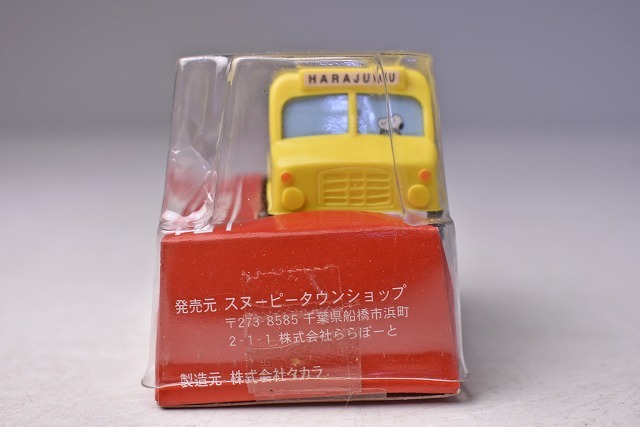 HARAJUKU
発売元 スヌーピータウンショップ
〒273-8585 千葉県船橋市浜町
2-1-1 株式会社ららぽーと
製造元 株式会社タカラ